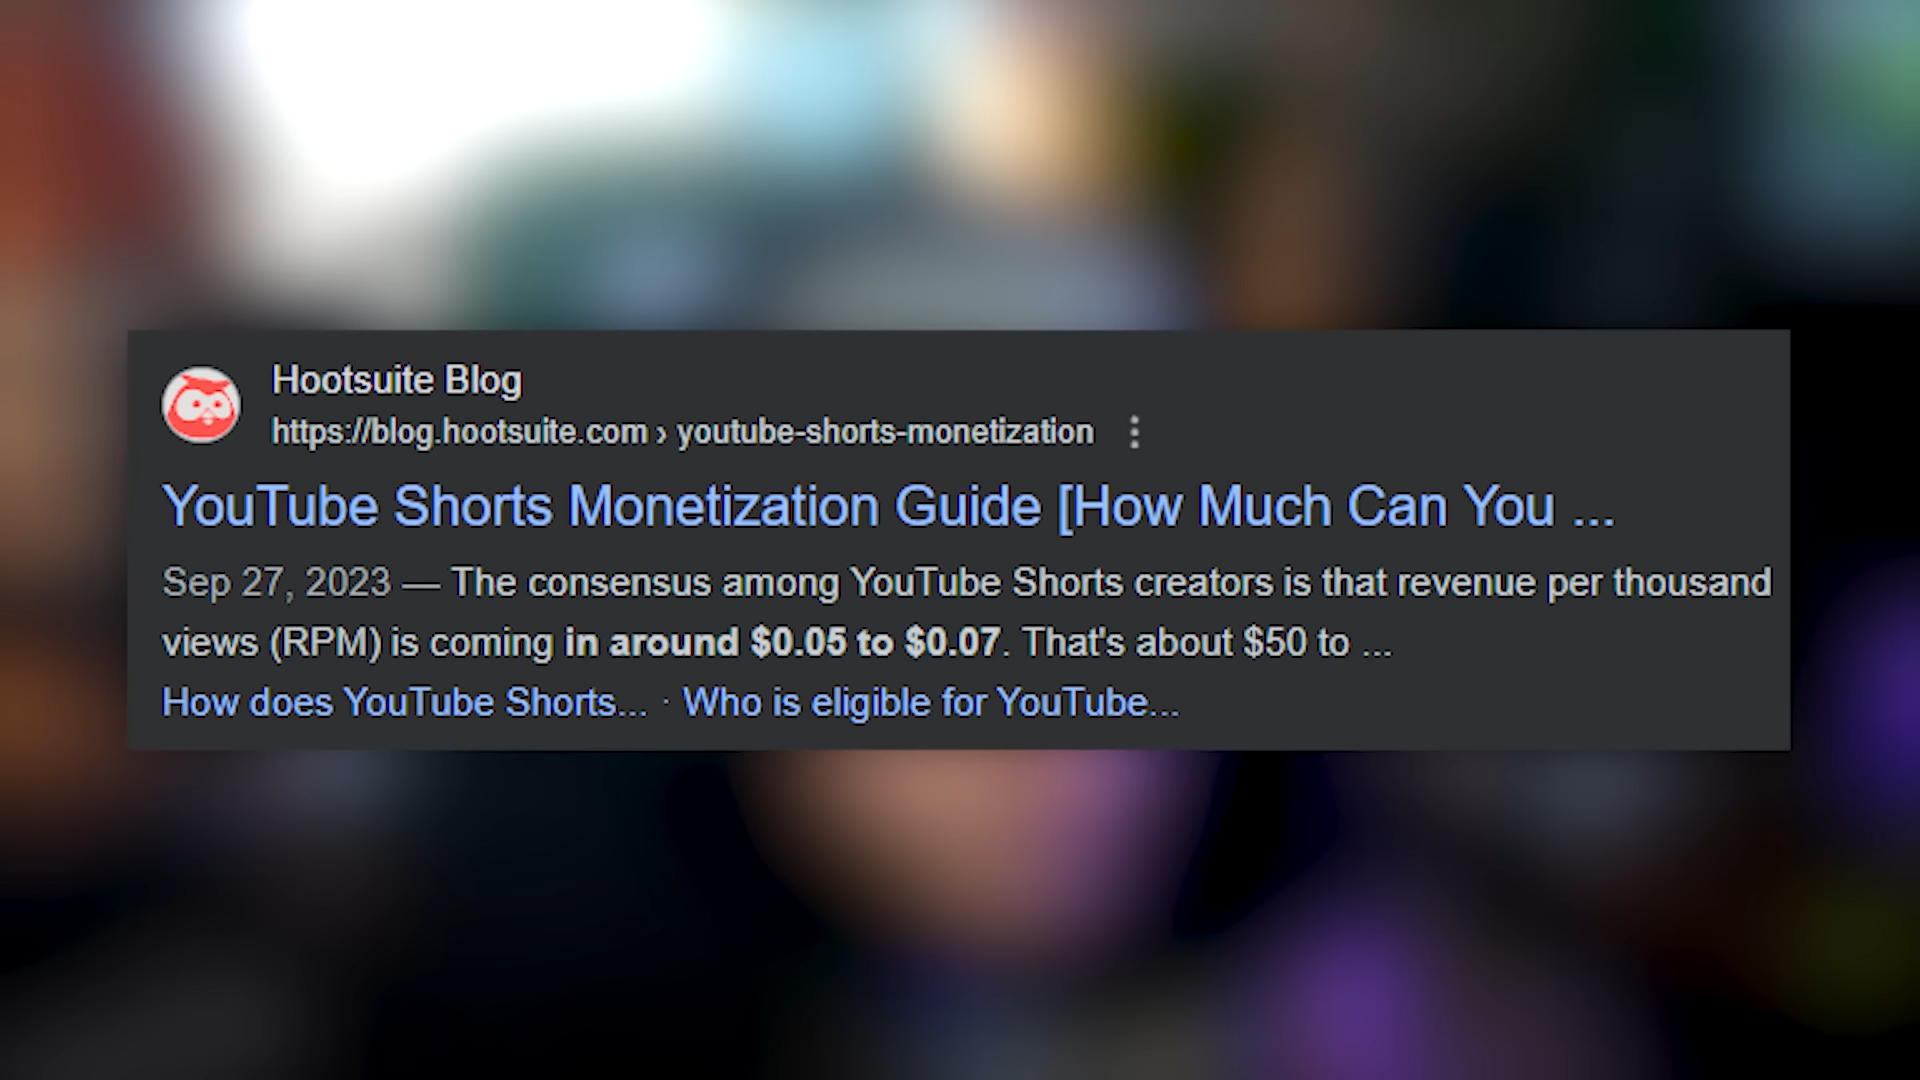 Hootsuite Blog
https://blog.hootsuite.com › youtube-shorts-monetization
YouTube Shorts Monetization Guide [How Much Can You ...
Sep 27, 2023 — The consensus among YouTube Shorts creators is that revenue per thousand
views (RPM) is coming in around $0.05 to $0.07. That's about $50 to ...
How does YouTube Shorts... · Who is eligible for YouTube...